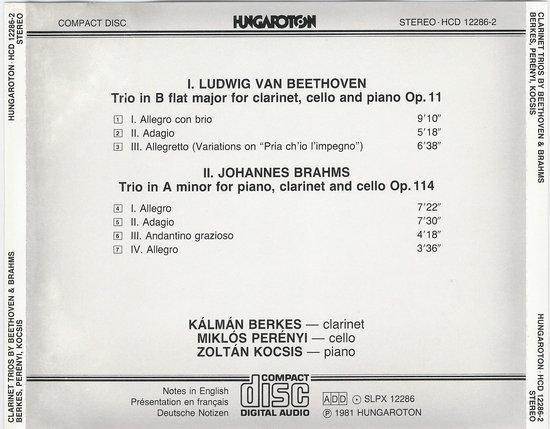 COMPACT DISC
HUNGAROTON
STEREO · HCD 12286-2
I. LUDWIG VAN BEETHOVEN
Trio in B flat major for clarinet, cello and piano Op. 11
1 I. Allegro con brio 9'10"
2 II. Adagio 5'18"
3 III. Allegretto (Variations on "Pria ch'io l'impegno") 6'38"
II. JOHANNES BRAHMS
Trio in A minor for piano, clarinet and cello Op. 114
4 I. Allegro 7'22"
5 II. Adagio 7'30"
6 III. Andantino grazioso 4'18"
7 IV. Allegro 3'36"
KÁLMÁN BERKES — clarinet
MIKLÓS PERÉNYI — cello
ZOLTÁN KOCSIS — piano
Notes in English
Présentation en français
Deutsche Notizen
COMPACT
disc
DIGITAL AUDIO
ADD SLPX 12286
Ⓟ 1981 HUNGAROTON
HUNGAROTON · HCD 12286-2
STEREO
CLARINET TRIOS BY BEETHOVEN & BRAHMS
BERKES, PERÉNYI, KOCSIS
CLARINET TRIOS BY BEETHOVEN & BRAHMS
BERKES, PERÉNYI, KOCSIS
HUNGAROTON · HCD 12286-2
STEREO